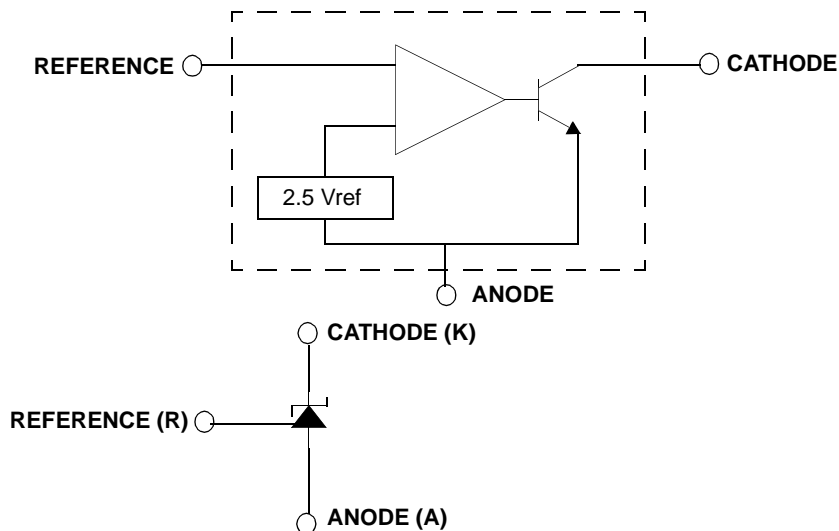 REFERENCE
CATHODE
2.5 Vref
ANODE
CATHODE (K)
REFERENCE (R)
ANODE (A)